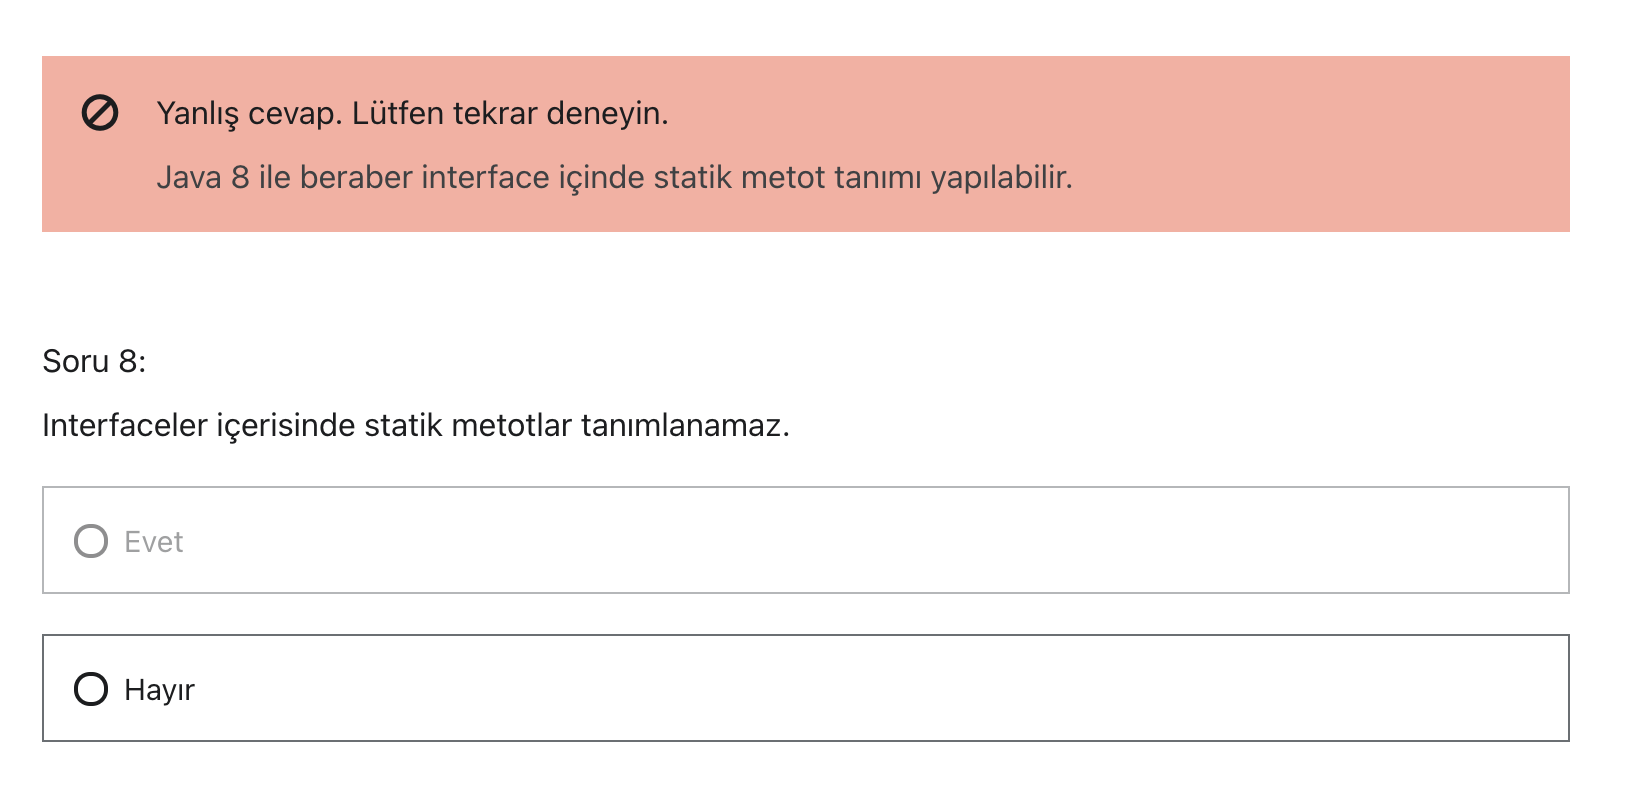 Yanlış cevap. Lütfen tekrar deneyin.
Java 8 ile beraber interface içinde statik metot tanımı yapılabilir.
Soru 8:
Interfaceler içerisinde statik metotlar tanımlanamaz.
Evet
Hayır